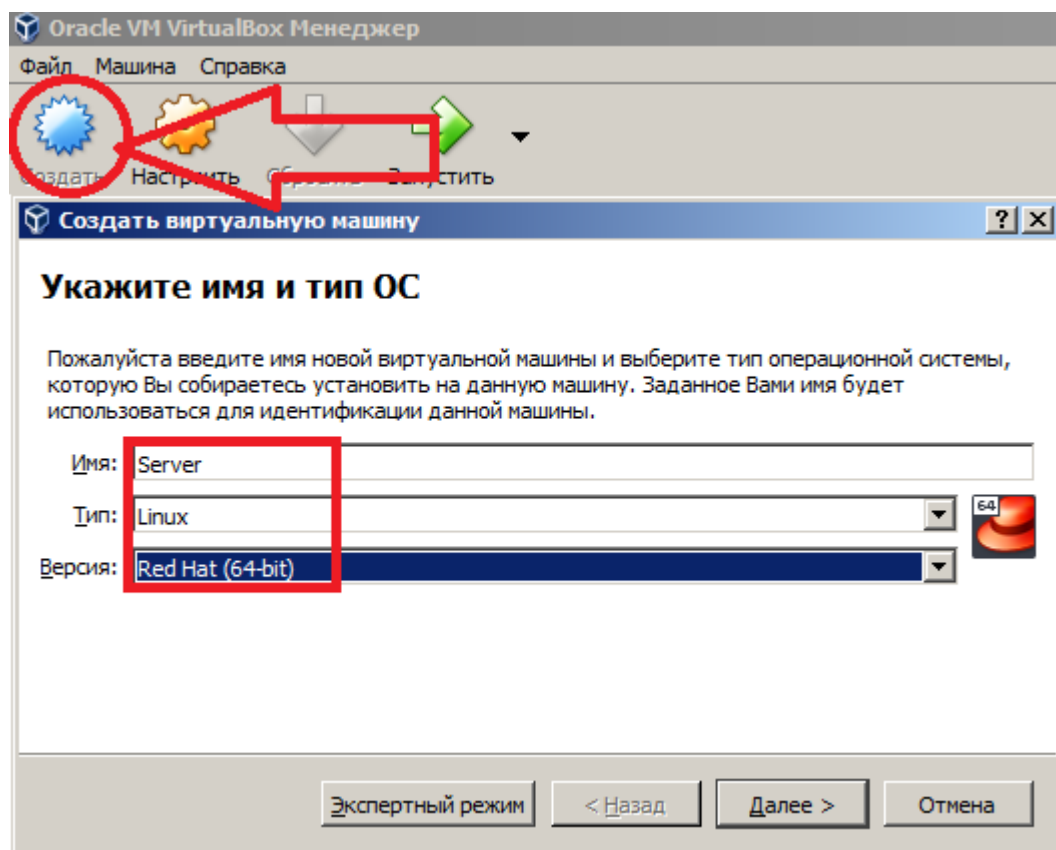 Oracle VM VirtualBox Менеджер
Файл Машина Справка
Создать Настроить Запустить
Создать виртуальную машину
Укажите имя и тип ОС
Пожалуйста введите имя новой виртуальной машины и выберите тип операционной системы,
которую Вы собираетесь установить на данную машину. Заданное Вами имя будет
использоваться для идентификации данной машины.
Имя: Server
Тип: Linux
64
Версия: Red Hat (64-bit)
Экспертный режим < Назад Далее > Отмена